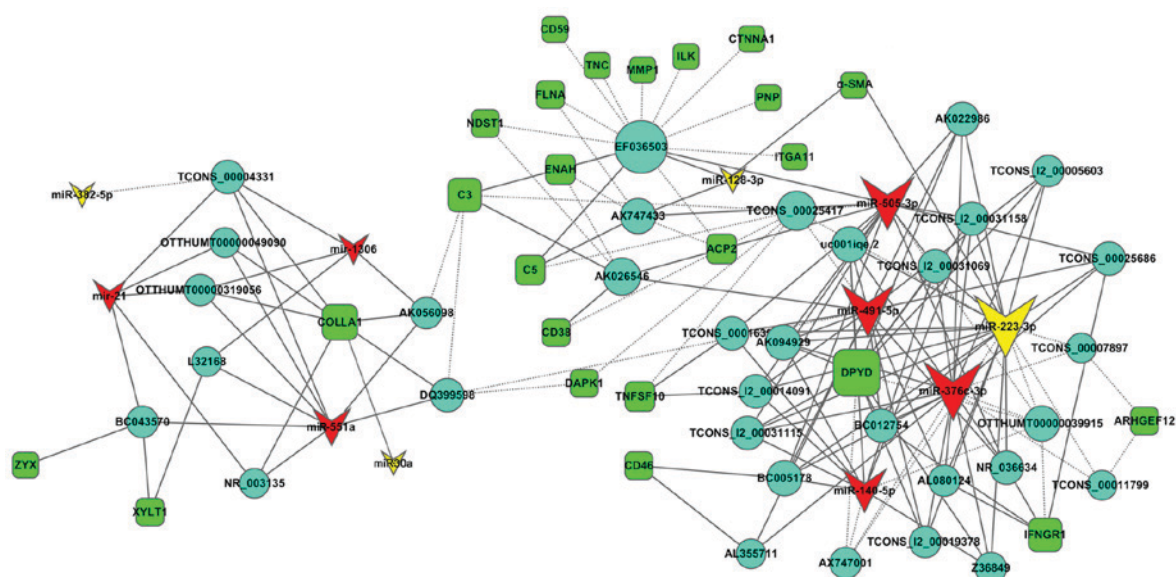 CD59
CTNNA1
TNC
ILK
MMP1
FLNA
PNP
α-SMA
NDST1
AK022986
EF036503
ITGA11
ENAH
TCONS_00004331
miR-128-3p
TCONS_l2_00005603
miR-382-5p
C3
miR-505-3p
TCONS_00025417
AX747433
TCONS_l2_00031158
OTTHUMT00000049090
mir-1306
uc001iqe.2
ACP2
TCONS_l2_00031069
TCONS_00025686
C5
AK026546
OTTHUMT00000319056
mir-21
AK056098
miR-491-5p
COLLA1
CD38
TCONS_000163
AK094929
miR-223-3p
TCONS_00007897
L32168
DPYD
DQ399598
DAPK1
TNFSF10
TCONS_l2_00014091
miR-376c-3p
BC043570
miR-551a
BC012754
OTTHUMT00000039915
ARHGEF12
TCONS_l2_00031115
ZYX
miR30a
CD46
NR_036634
NR_003135
BC005178
AL080124
TCONS_00011799
miR-140-5p
XYLT1
IFNGR1
TCONS_l2_00019378
AL355711
AX747001
Z36849